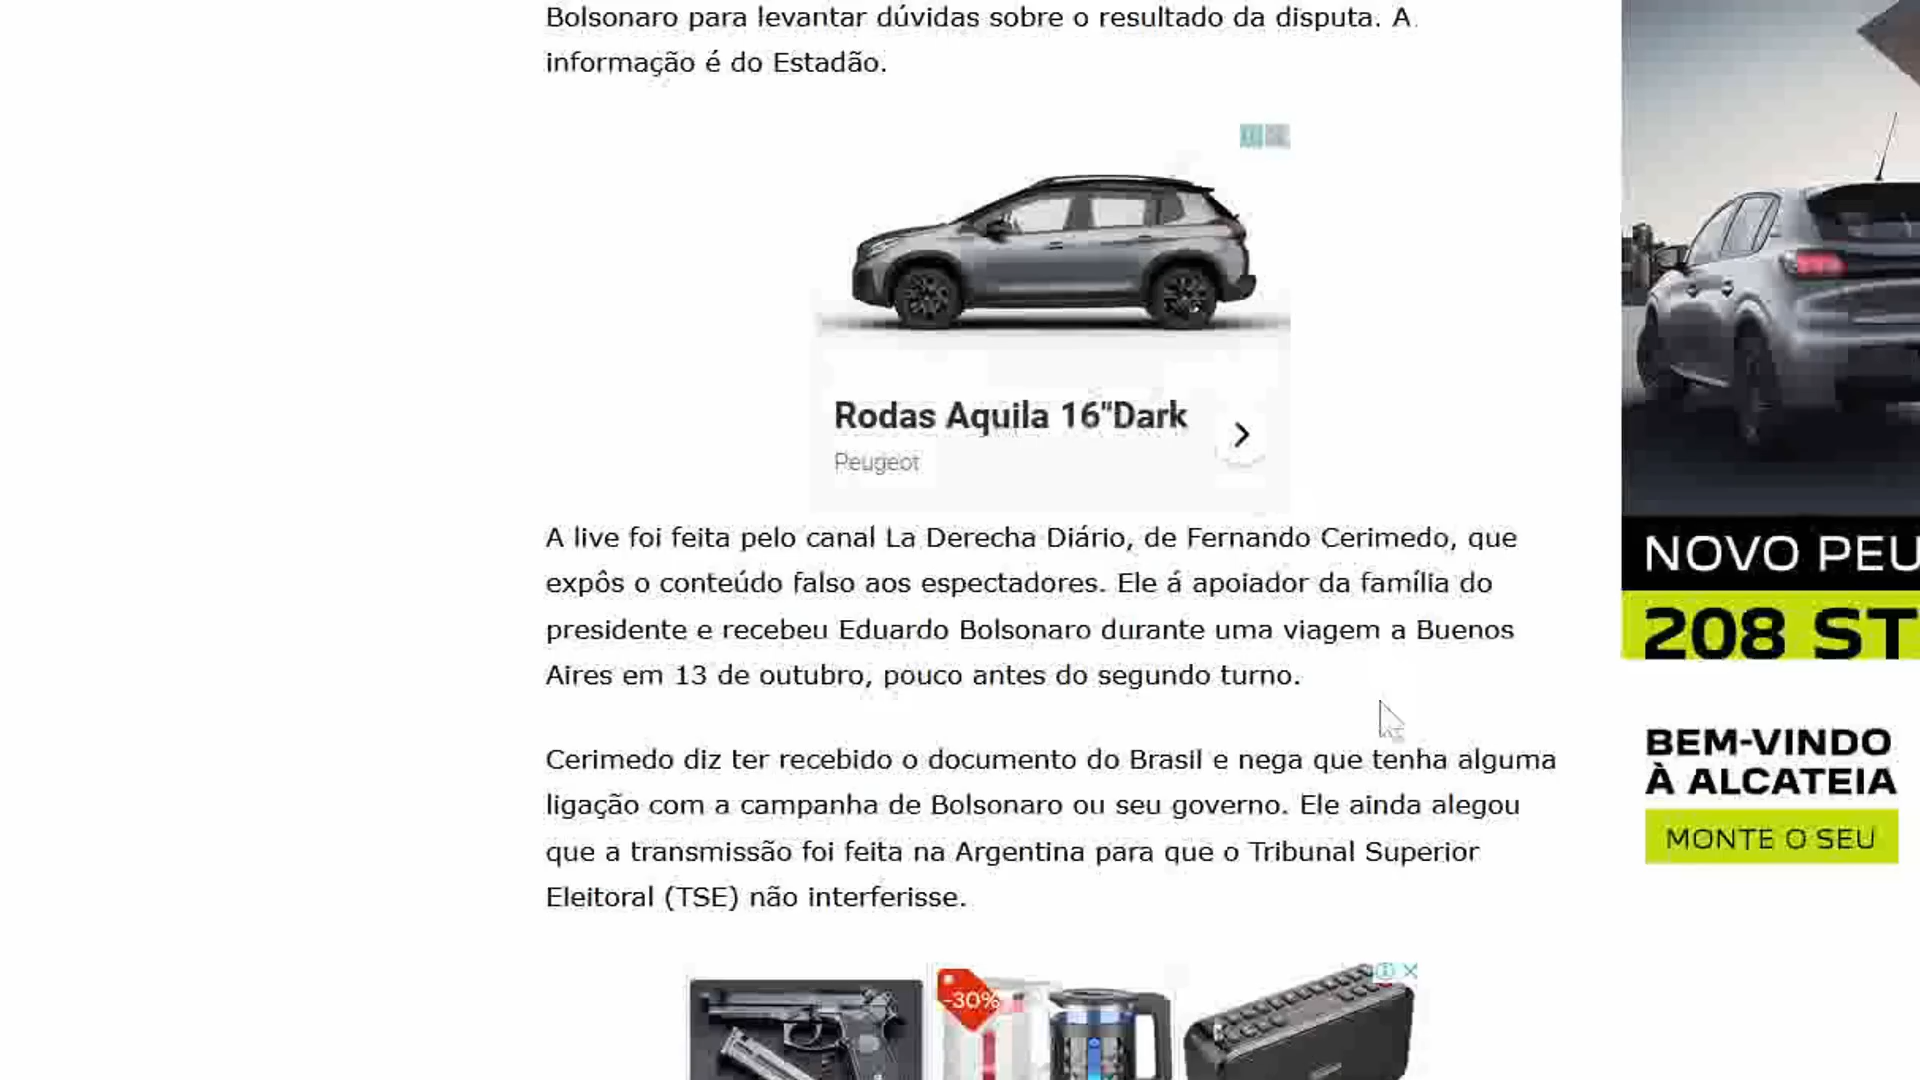 Bolsonaro para levantar dúvidas sobre o resultado da disputa. A
informação é do Estadão.
Rodas Aquila 16"Dark
Peugeot
A live foi feita pelo canal La Derecha Diário, de Fernando Cerimedo, que
expôs o conteúdo falso aos espectadores. Ele á apoiador da família do
presidente e recebeu Eduardo Bolsonaro durante uma viagem a Buenos
Aires em 13 de outubro, pouco antes do segundo turno.
Cerimedo diz ter recebido o documento do Brasil e nega que tenha alguma
ligação com a campanha de Bolsonaro ou seu governo. Ele ainda alegou
que a transmissão foi feita na Argentina para que o Tribunal Superior
Eleitoral (TSE) não interferisse.
NOVO PEU
208 ST
BEM-VINDO
À ALCATEIA
MONTE O SEU
-30%